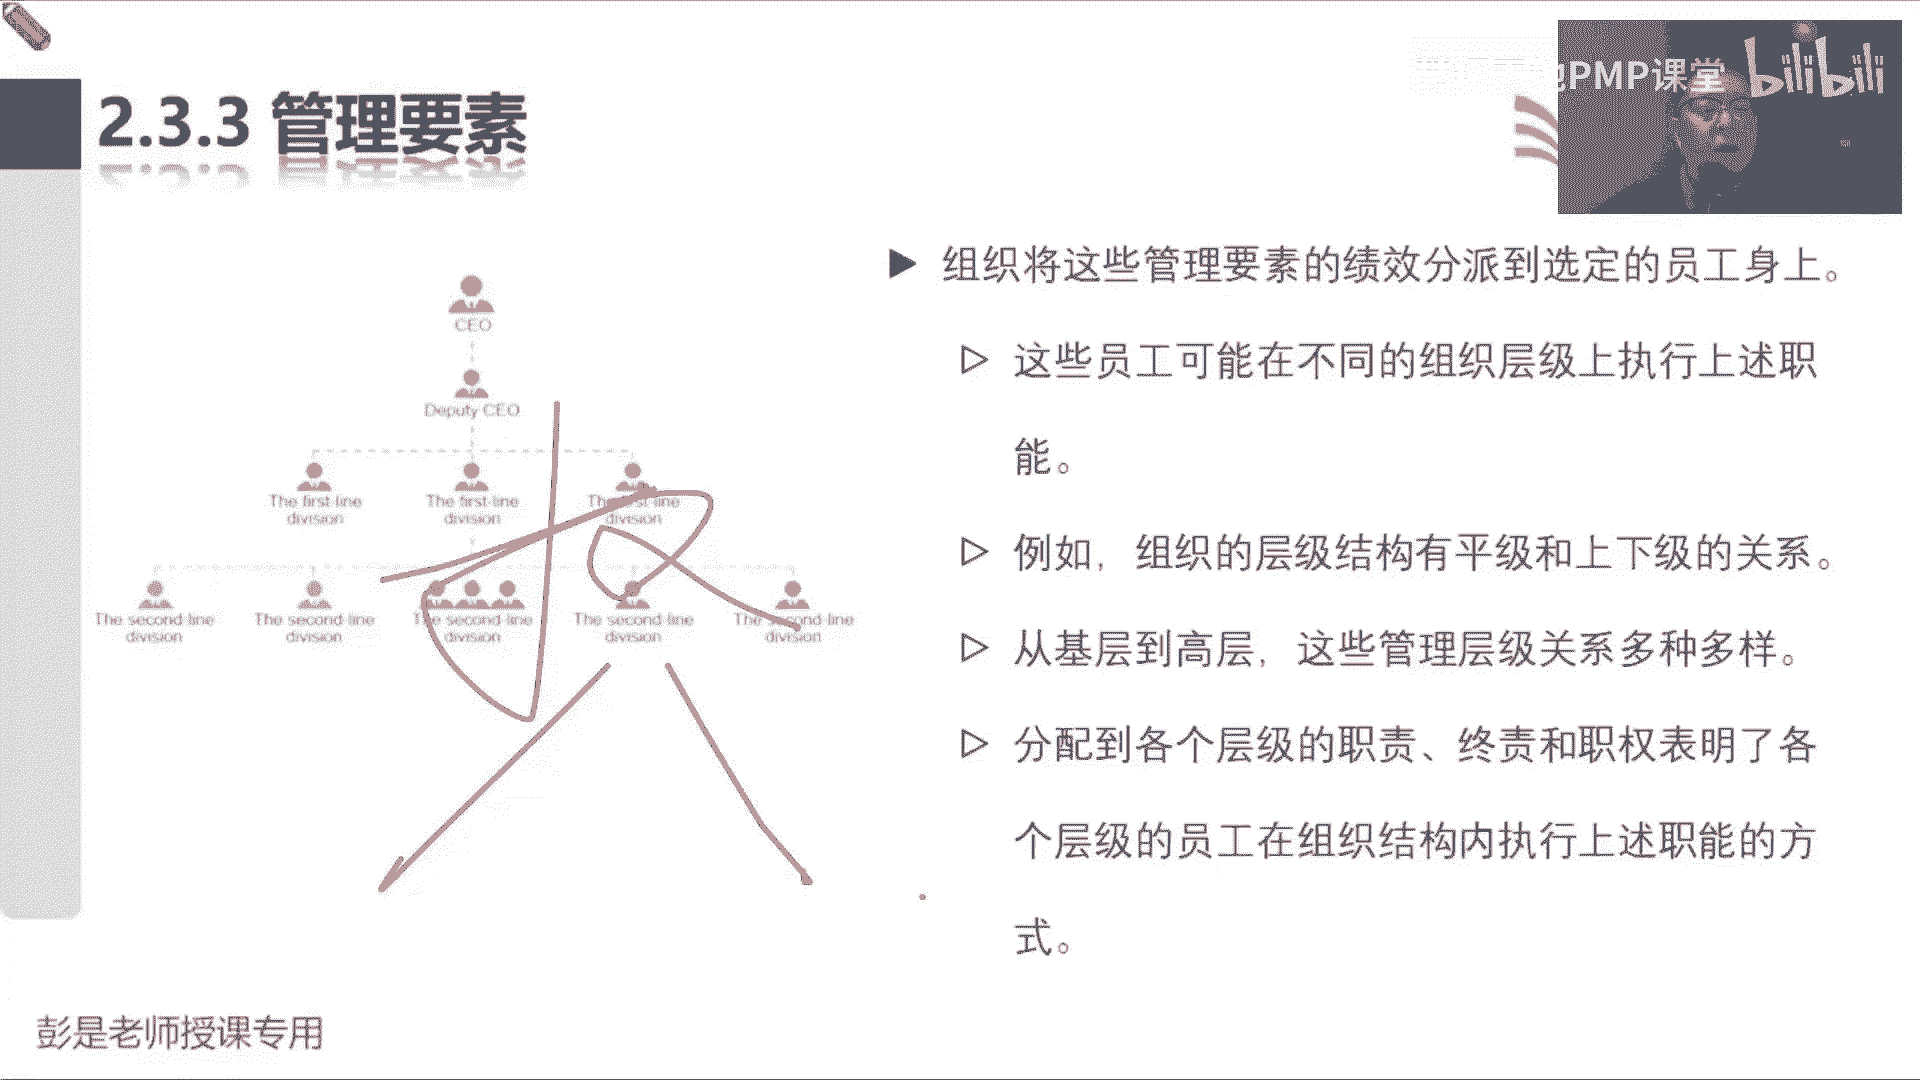 PMP课堂 bilibili
2.3.3 管理要素
组织将这些管理要素的绩效分派到选定的员工身上。
这些员工可能在不同的组织层级上执行上述职
能。
例如，组织的层级结构有平级和上下级的关系。
从基层到高层，这些管理层级关系多种多样。
分配到各个层级的职责、终责和职权表明了各
个层级的员工在组织结构内执行上述职能的方
式。
CEO
Deputy CEO
The first-line
division
The first-line
division
The first-line
division
The second-line
division
The second-line
division
The second-line
division
The second-line
division
The second-line
division
彭是老师授课专用